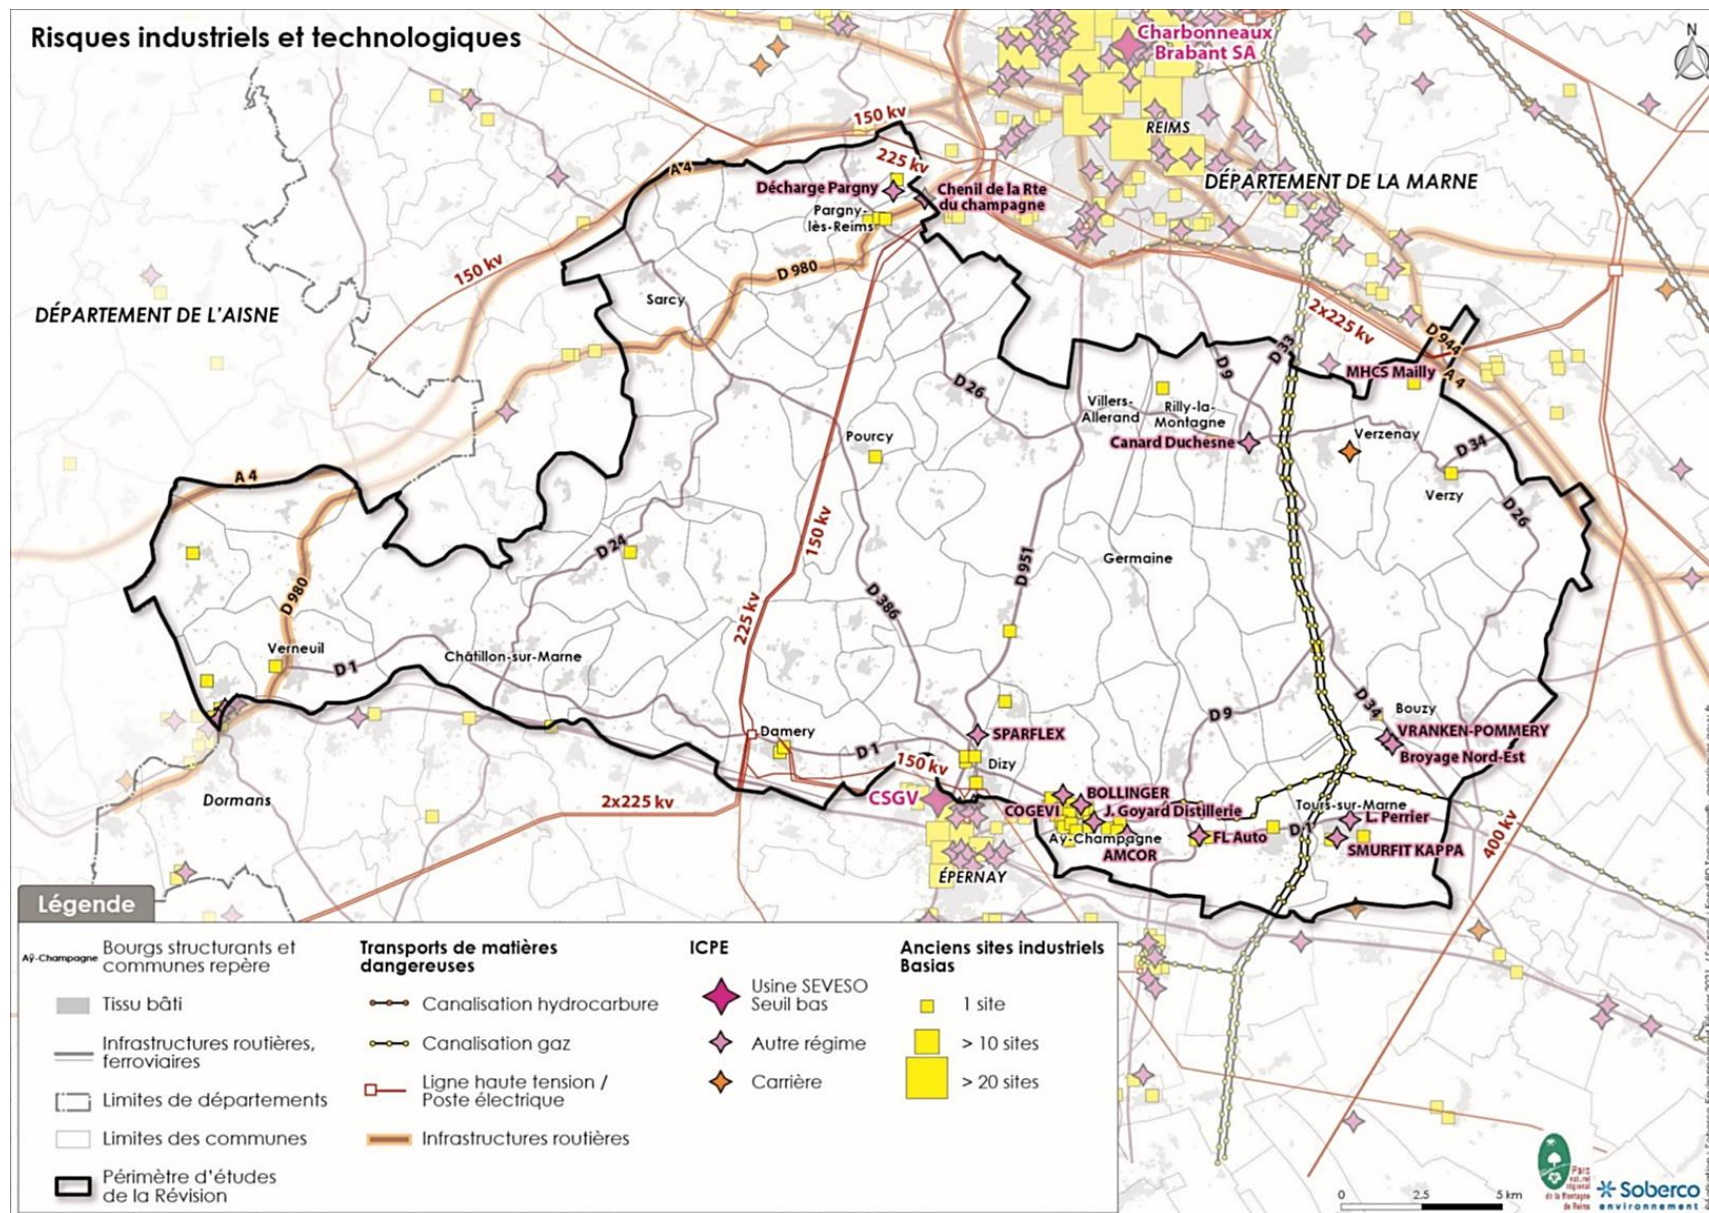 Risques industriels et technologiques
N
Charbonneaux
Brabant SA
150 kv
225 kv
REIMS
A 4
Décharge Pargny
Chenil de la Rte
du champagne
DÉPARTEMENT DE LA MARNE
Pargny-
lès-Reims
150 kv
D 980
Sarcy
DÉPARTEMENT DE L'AISNE
2x225 kv
D 944
D 33
D 9
MHCS Mailly
A 4
D 26
Villers-
Allerand
Rilly-la-
Montagne
Pourcy
Canard Duchesne
Verzenay
D 34
A 4
Verzy
D 26
150 kv
D 24
D 951
Germaine
D 980
D 386
225 kv
Verneuil
D 1
Châtillon-sur-Marne
D 34
Bouzy
D 9
Damery
SPARFLEX
VRANKEN-POMMERY
D 1
Dizy
Broyage Nord-Est
150 kv
Dormans
2x225 kv
CSGV
BOLLINGER
COGEVI
J. Goyard Distillerie
Tours-sur-Marne
L. Perrier
D 1
Aÿ-Champagne
FL Auto
AMCOR
SMURFIT KAPPA
400 kv
ÉPERNAY
Légende
Aÿ-Champagne
Bourgs structurants et
communes repère
Tissu bâti
Infrastructures routières,
ferroviaires
Limites de départements
Limites des communes
Périmètre d'études
de la Révision
Transports de matières
dangereuses
Canalisation hydrocarbure
Canalisation gaz
Ligne haute tension /
Poste électrique
Infrastructures routières
ICPE
Usine SEVESO
Seuil bas
Autre régime
Carrière
Anciens sites industriels
Basias
1 site
> 10 sites
> 20 sites
0 2,5 5 km
Parc
naturel
régional
de la Montagne
de Reims
Soberco
environnement